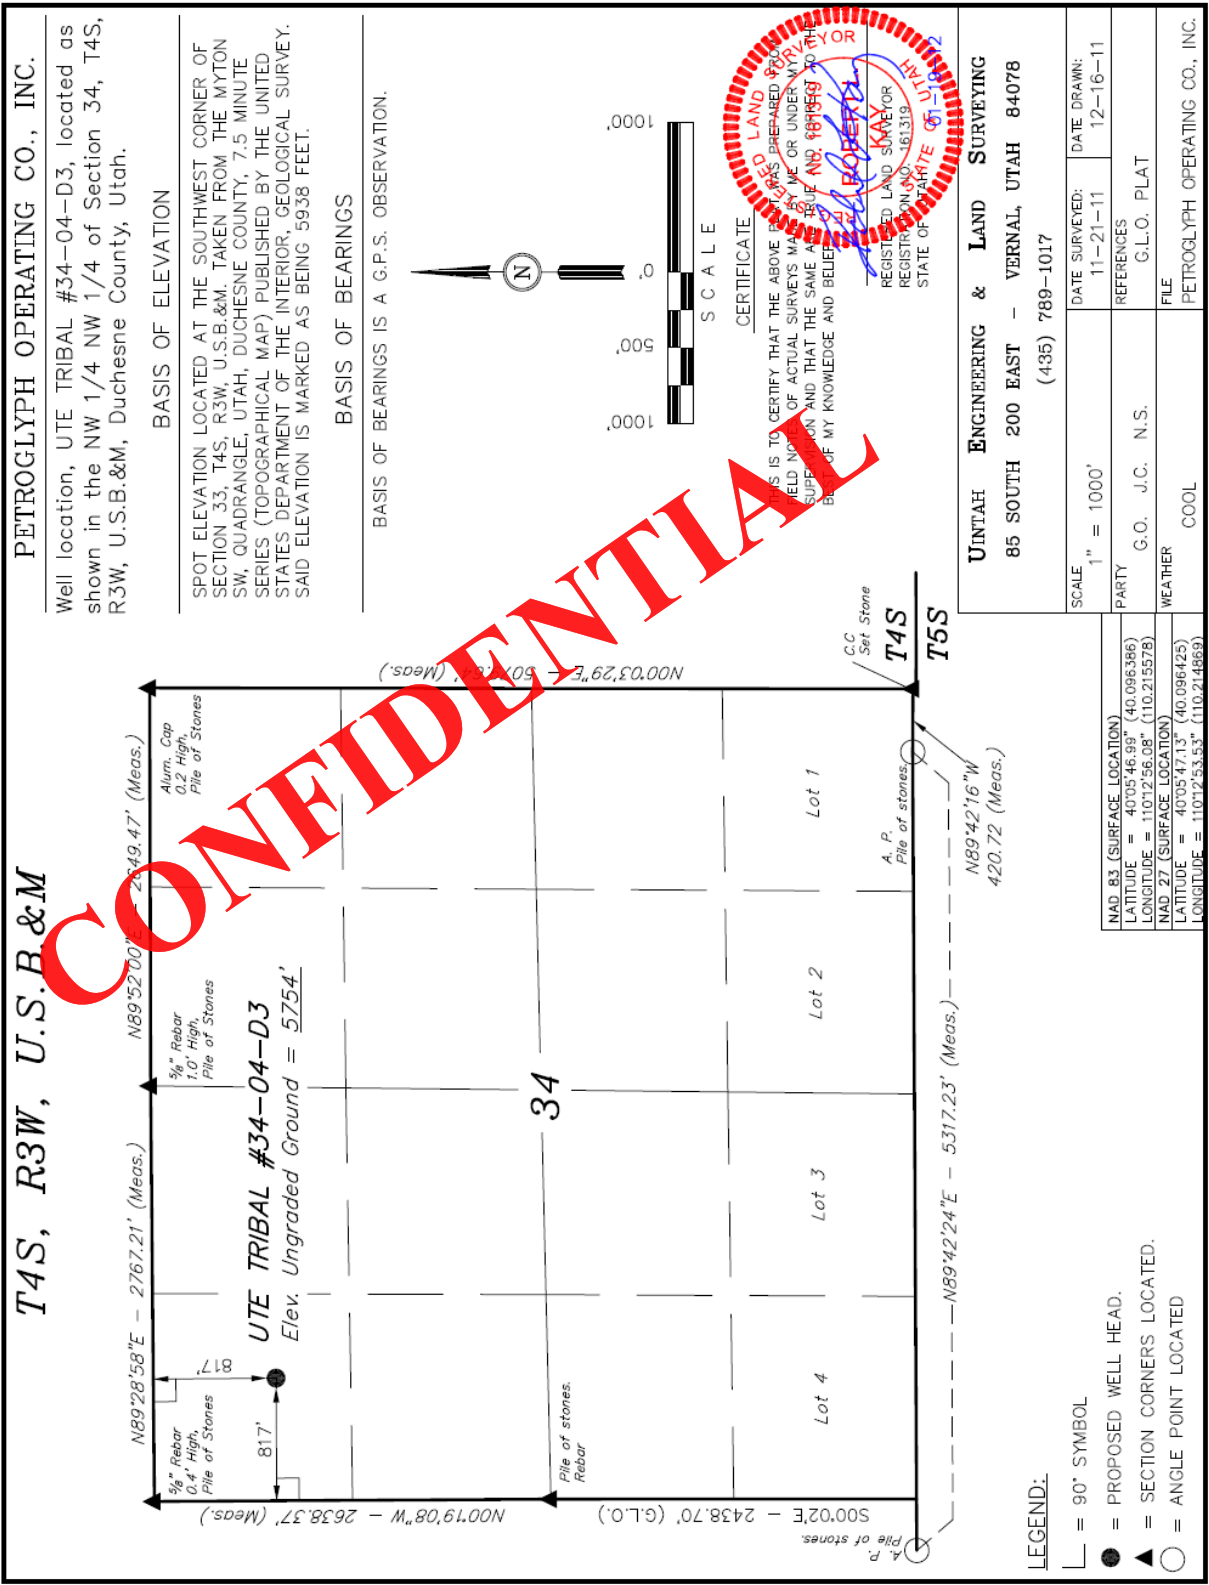 T4S, R3W, U.S.B.&M
PETROGLYPH OPERATING CO., INC.
Well location, UTE TRIBAL #34-04-D3, located as
shown in the NW 1/4 NW 1/4 of Section 34, T4S,
R3W, U.S.B.&M, Duchesne County, Utah.
BASIS OF ELEVATION
SPOT ELEVATION LOCATED AT THE SOUTHWEST CORNER OF
SECTION 33, T4S, R3W, U.S.B.&M. TAKEN FROM THE MYTON
SW, QUADRANGLE, UTAH, DUCHESNE COUNTY, 7.5 MINUTE
SERIES (TOPOGRAPHICAL MAP) PUBLISHED BY THE UNITED
STATES DEPARTMENT OF THE INTERIOR, GEOLOGICAL SURVEY.
SAID ELEVATION IS MARKED AS BEING 5938 FEET.
BASIS OF BEARINGS
BASIS OF BEARINGS IS A G.P.S. OBSERVATION.
N
1000' 500' 0' 1000'
SCALE
CERTIFICATE
THIS IS TO CERTIFY THAT THE ABOVE PLAT WAS PREPARED FROM
FIELD NOTES OF ACTUAL SURVEYS MADE BY ME OR UNDER MY
SUPERVISION AND THAT THE SAME ARE TRUE AND CORRECT TO THE
BEST OF MY KNOWLEDGE AND BELIEF
REGISTERED LAND SURVEYOR
REGISTRATION NO. 161319
STATE OF UTAH
REGISTERED LAND SURVEYOR
No. 161319
ROBERT L.
KAY
STATE OF UTAH
01-19-12
UINTAH ENGINEERING & LAND SURVEYING
85 SOUTH 200 EAST - VERNAL, UTAH 84078
(435) 789-1017
SCALE
1" = 1000'
DATE SURVEYED:
11-21-11
DATE DRAWN:
12-16-11
PARTY
G.O. J.C. N.S.
REFERENCES
G.L.O. PLAT
WEATHER
COOL
FILE
PETROGLYPH OPERATING CO., INC.
N89°28'58"E - 2767.21' (Meas.)
N89°52'00"E - 2649.47' (Meas.)
5/8" Rebar
0.4' High,
Pile of Stones
5/8" Rebar
1.0' High,
Pile of Stones
Alum. Cap
0.2 High,
Pile of Stones
817'
817'
UTE TRIBAL #34-04-D3
Elev. Ungraded Ground = 5754'
N00°19'08"W - 2638.37' (Meas.)
N00°03'29"E - (Meas.)
34
Pile of stones.
Rebar
S00°02'E - 2438.70' (G.L.O.)
Lot 4
Lot 3
Lot 2
Lot 1
A. P.
Pile of stones.
A. P.
Pile of stones.
C.C
Set Stone
T4S
T5S
N89°42'24"E - 5317.23' (Meas.)
N89°42'16"W
420.72 (Meas.)
CONFIDENTIAL
LEGEND:
= 90° SYMBOL
= PROPOSED WELL HEAD.
= SECTION CORNERS LOCATED.
= ANGLE POINT LOCATED
NAD 83 (SURFACE LOCATION)
LATITUDE = 40°05'46.99" (40.096386)
LONGITUDE = 110°12'56.08" (110.215578)
NAD 27 (SURFACE LOCATION)
LATITUDE = 40°05'47.13" (40.096425)
LONGITUDE = 110°12'53.53" (110.214869)